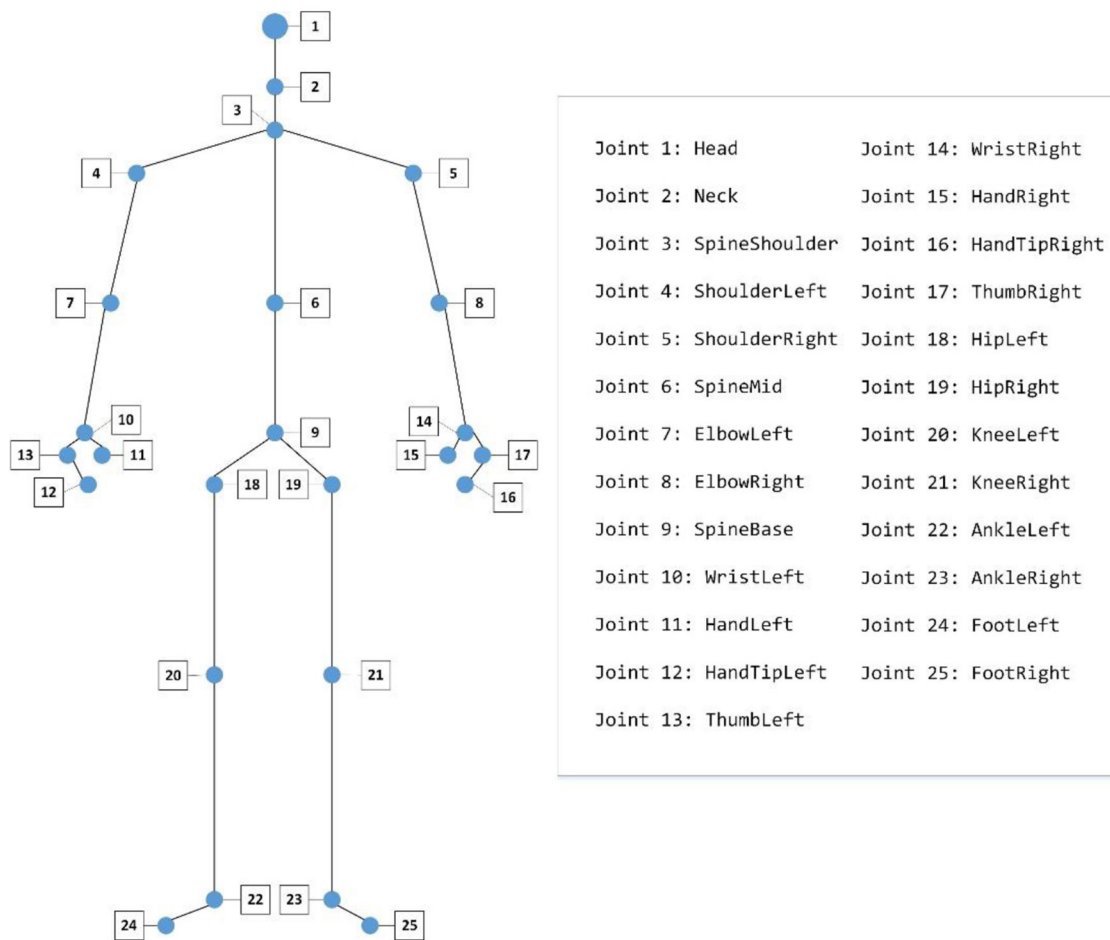 1
2
3
4
5
7
6
8
10
9
14
13
11
15
17
12
18
19
16
20
21
22
23
24
25
Joint 1: Head
Joint 2: Neck
Joint 3: SpineShoulder
Joint 4: ShoulderLeft
Joint 5: ShoulderRight
Joint 6: SpineMid
Joint 7: ElbowLeft
Joint 8: ElbowRight
Joint 9: SpineBase
Joint 10: WristLeft
Joint 11: HandLeft
Joint 12: HandTipLeft
Joint 13: ThumbLeft
Joint 14: WristRight
Joint 15: HandRight
Joint 16: HandTipRight
Joint 17: ThumbRight
Joint 18: HipLeft
Joint 19: HipRight
Joint 20: KneeLeft
Joint 21: KneeRight
Joint 22: AnkleLeft
Joint 23: AnkleRight
Joint 24: FootLeft
Joint 25: FootRight